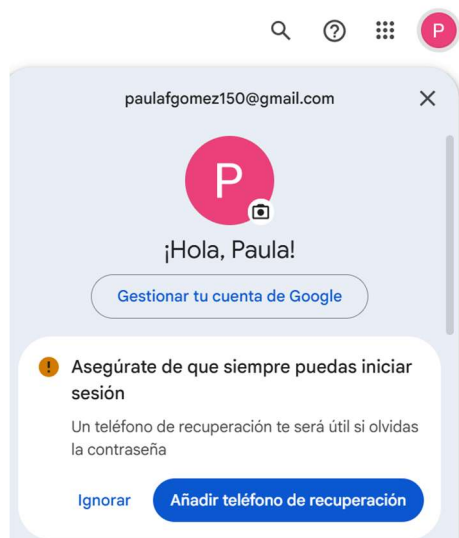 P
paulafgomez150@gmail.com
P
¡Hola, Paula!
Gestionar tu cuenta de Google
Asegúrate de que siempre puedas iniciar
sesión
Un teléfono de recuperación te será útil si olvidas
la contraseña
Ignorar
Añadir teléfono de recuperación